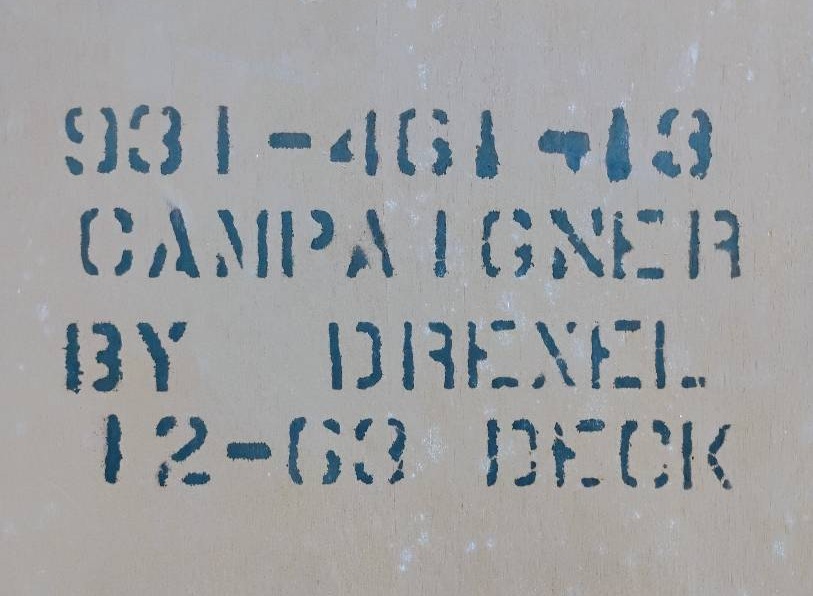 931-461-13
CAMPAIGNER
BY DREXEL
12-63 DECK